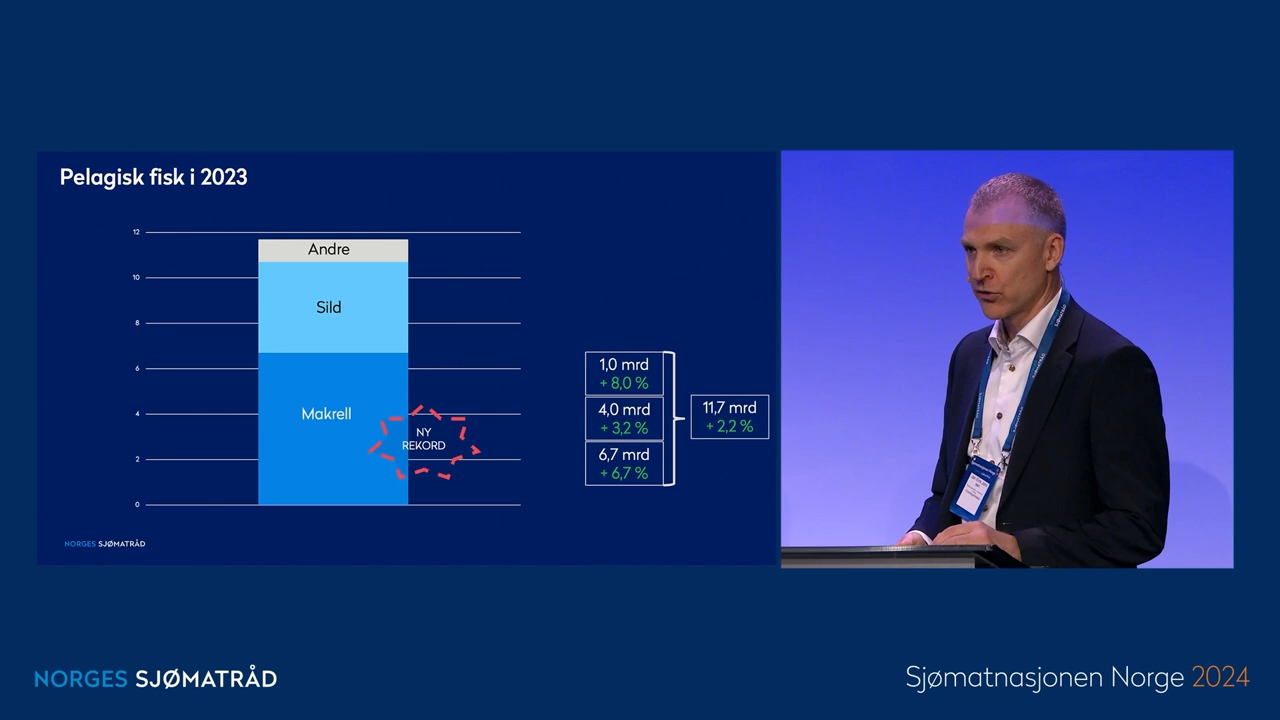 Pelagisk fisk i 2023
12
10
8
6
4
2
0
Andre
Sild
Makrell
NY
REKORD
1,0 mrd
+ 8,0 %
4,0 mrd
+ 3,2 %
6,7 mrd
+ 6,7 %
11,7 mrd
+ 2,2 %
NORGES SJØMATRÅD
SJØMATRÅD
NORGES SJØMATRÅD
Sjømatnasjonen Norge 2024